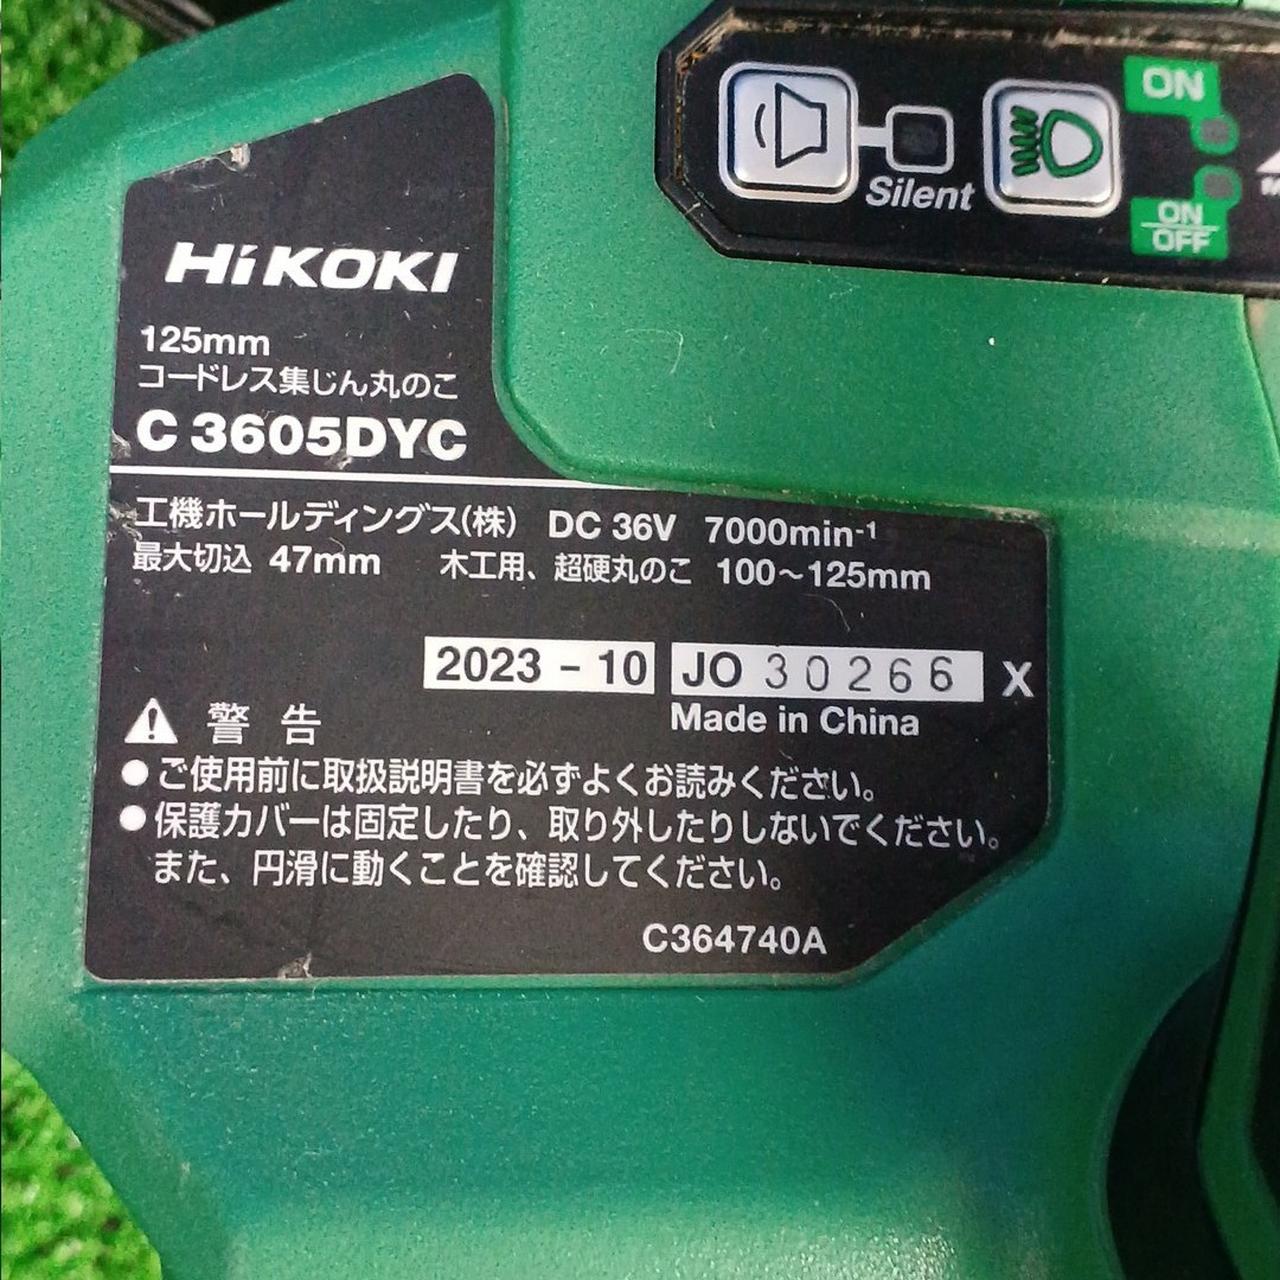 ON
Silent
ON
OFF
HiKOKI
125mm
コードレス集じん丸のこ
C 3605DYC
工機ホールディングス(株) DC 36V 7000min-1
最大切込 47mm 木工用、超硬丸のこ 100～125mm
2023 - 10 JO 30266 X
Made in China
警 告
● ご使用前に取扱説明書を必ずよくお読みください。
● 保護カバーは固定したり、取り外したりしないでください。
また、円滑に動くことを確認してください。
C364740A